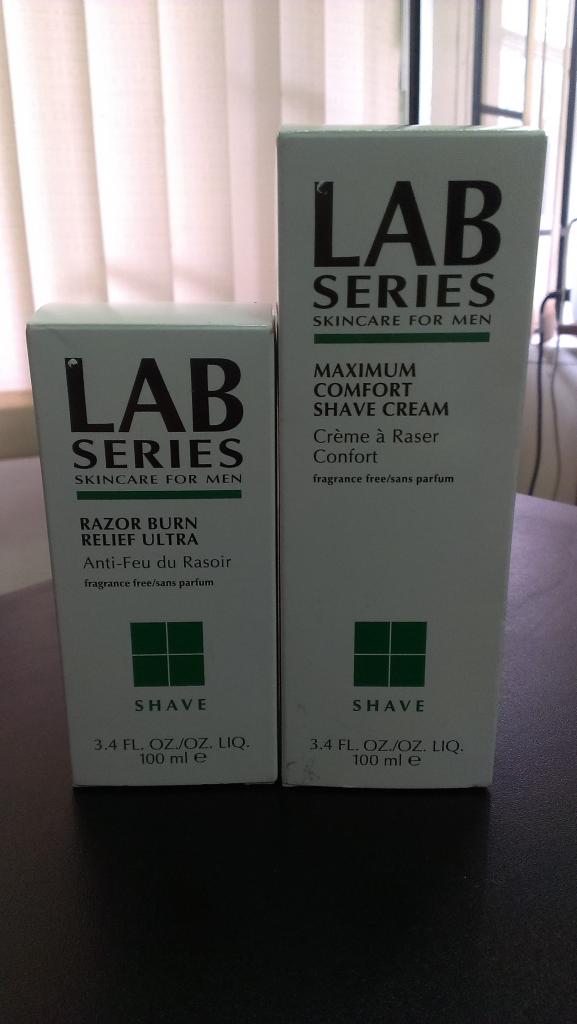 LAB
SERIES
SKINCARE FOR MEN
RAZOR BURN
RELIEF ULTRA
Anti-Feu du Rasoir
fragrance free/sans parfum
SHAVE
3.4 FL. OZ./OZ. LIQ.
100 ml e
LAB
SERIES
SKINCARE FOR MEN
MAXIMUM
COMFORT
SHAVE CREAM
Crème à Raser
Confort
fragrance free/sans parfum
SHAVE
3.4 FL. OZ./OZ. LIQ.
100 ml e